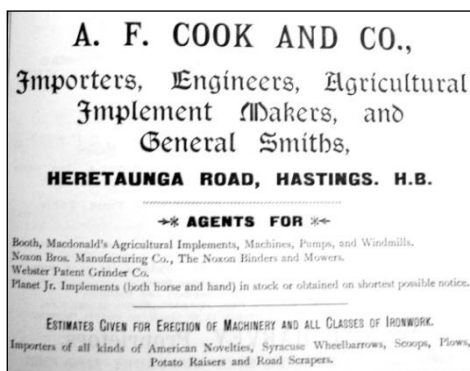 A. F. COOK AND CO.,
Importers, Engineers, Agricultural
Implement Makers, and
General Smiths,
HERETAUNGA ROAD, HASTINGS. H.B.
AGENTS FOR
Booth, Macdonald's Agricultural Implements, Machines, Pumps, and Windmills.
Noxon Bros. Manufacturing Co., The Noxon Binders and Mowers.
Webster Patent Grinder Co.
Planet Jr. Implements (both horse and hand) in stock or obtained on shortest possible notice.
ESTIMATES GIVEN FOR ERECTION OF MACHINERY AND ALL CLASSES OF IRONWORK.
Importers of all kinds of American Novelties, Syracuse Wheelbarrows, Scoops, Plows,
Potato Raisers and Road Scrapers.